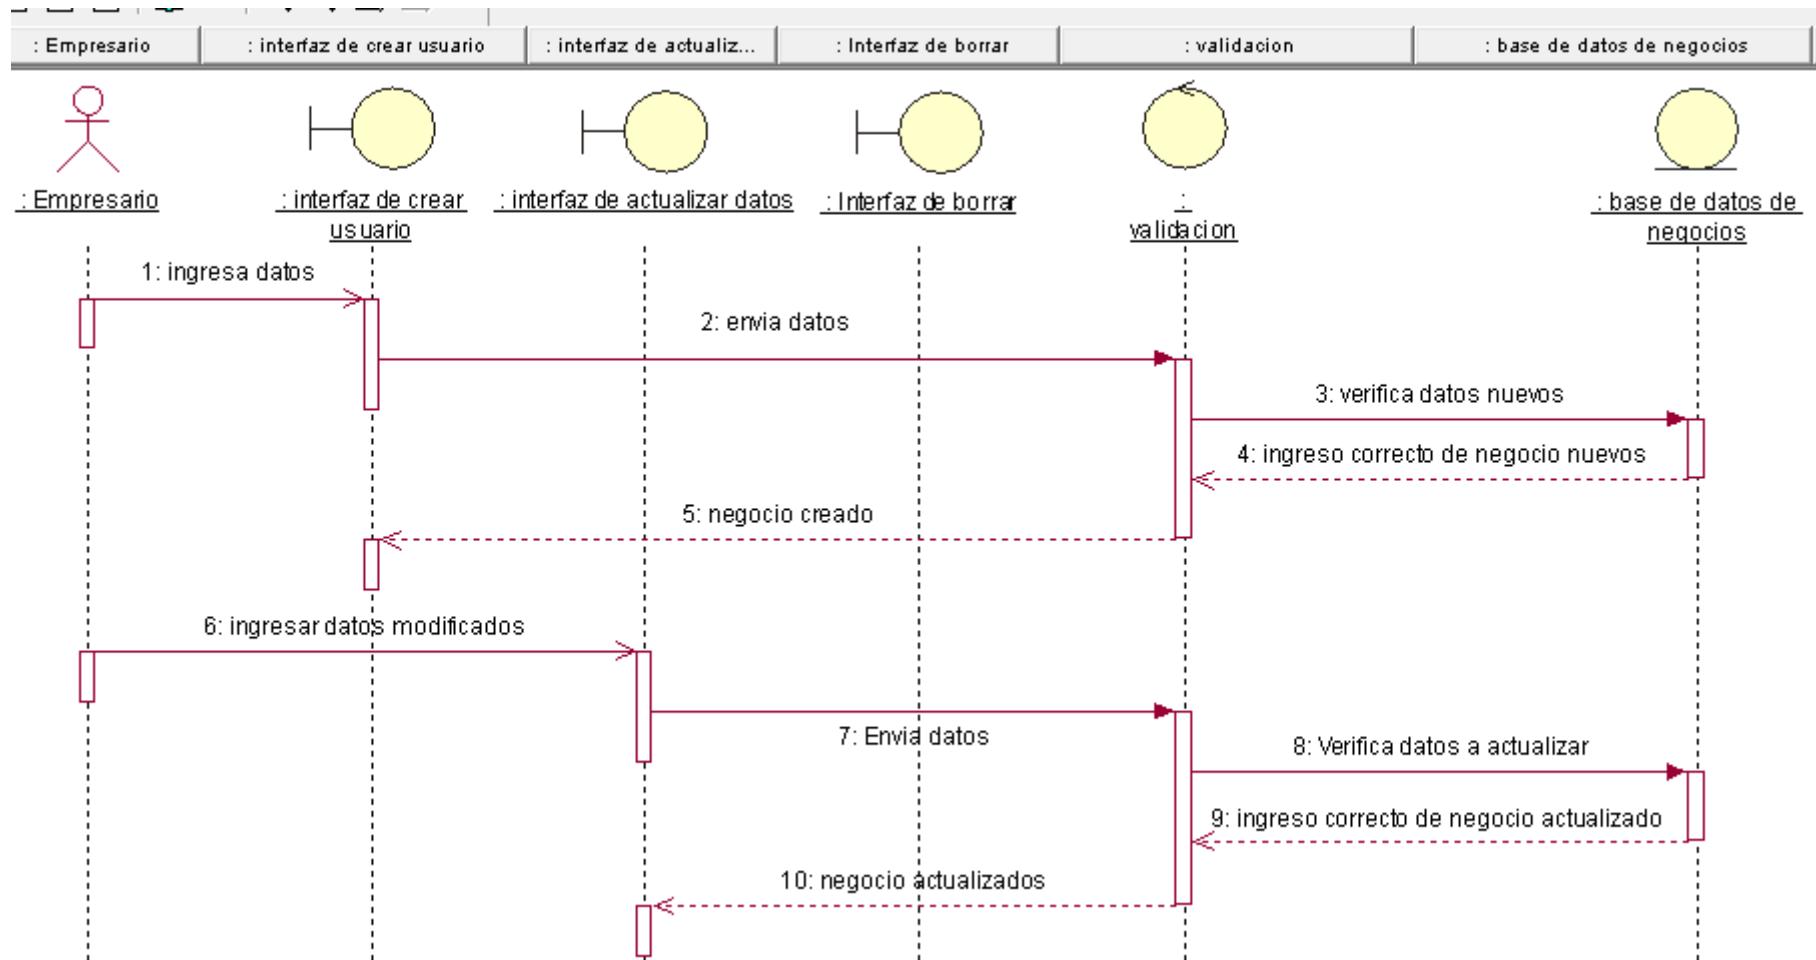 : Empresario
: interfaz de crear usuario
: interfaz de actualiz...
: Interfaz de borrar
: validacion
: base de datos de negocios
: Empresario
: interfaz de crear
usuario
: interfaz de actualizar datos
: Interfaz de borrar
:
validacion
: base de datos de
negocios
1: ingresa datos
2: envia datos
3: verifica datos nuevos
4: ingreso correcto de negocio nuevos
5: negocio creado
6: ingresar datos modificados
7: Envia datos
8: Verifica datos a actualizar
9: ingreso correcto de negocio actualizado
10: negocio actualizados